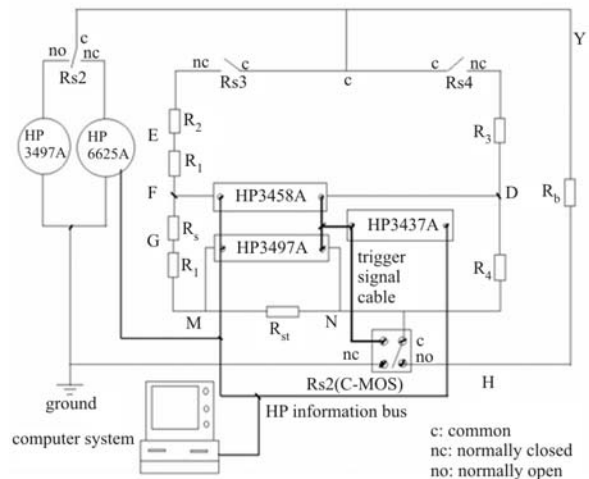 no
c
nc
Rs2
HP
3497A
HP
6625A
nc
c
Rs3
c
c
nc
Rs4
Y
E
R2
R1
R3
F
HP3458A
D
Rb
G
Rs
HP3437A
HP3497A
R1
trigger
signal
cable
R4
M
Rst
N
nc
c
no
Rs2(C-MOS)
H
ground
HP information bus
computer system
c: common
nc: normally closed
no: normally open